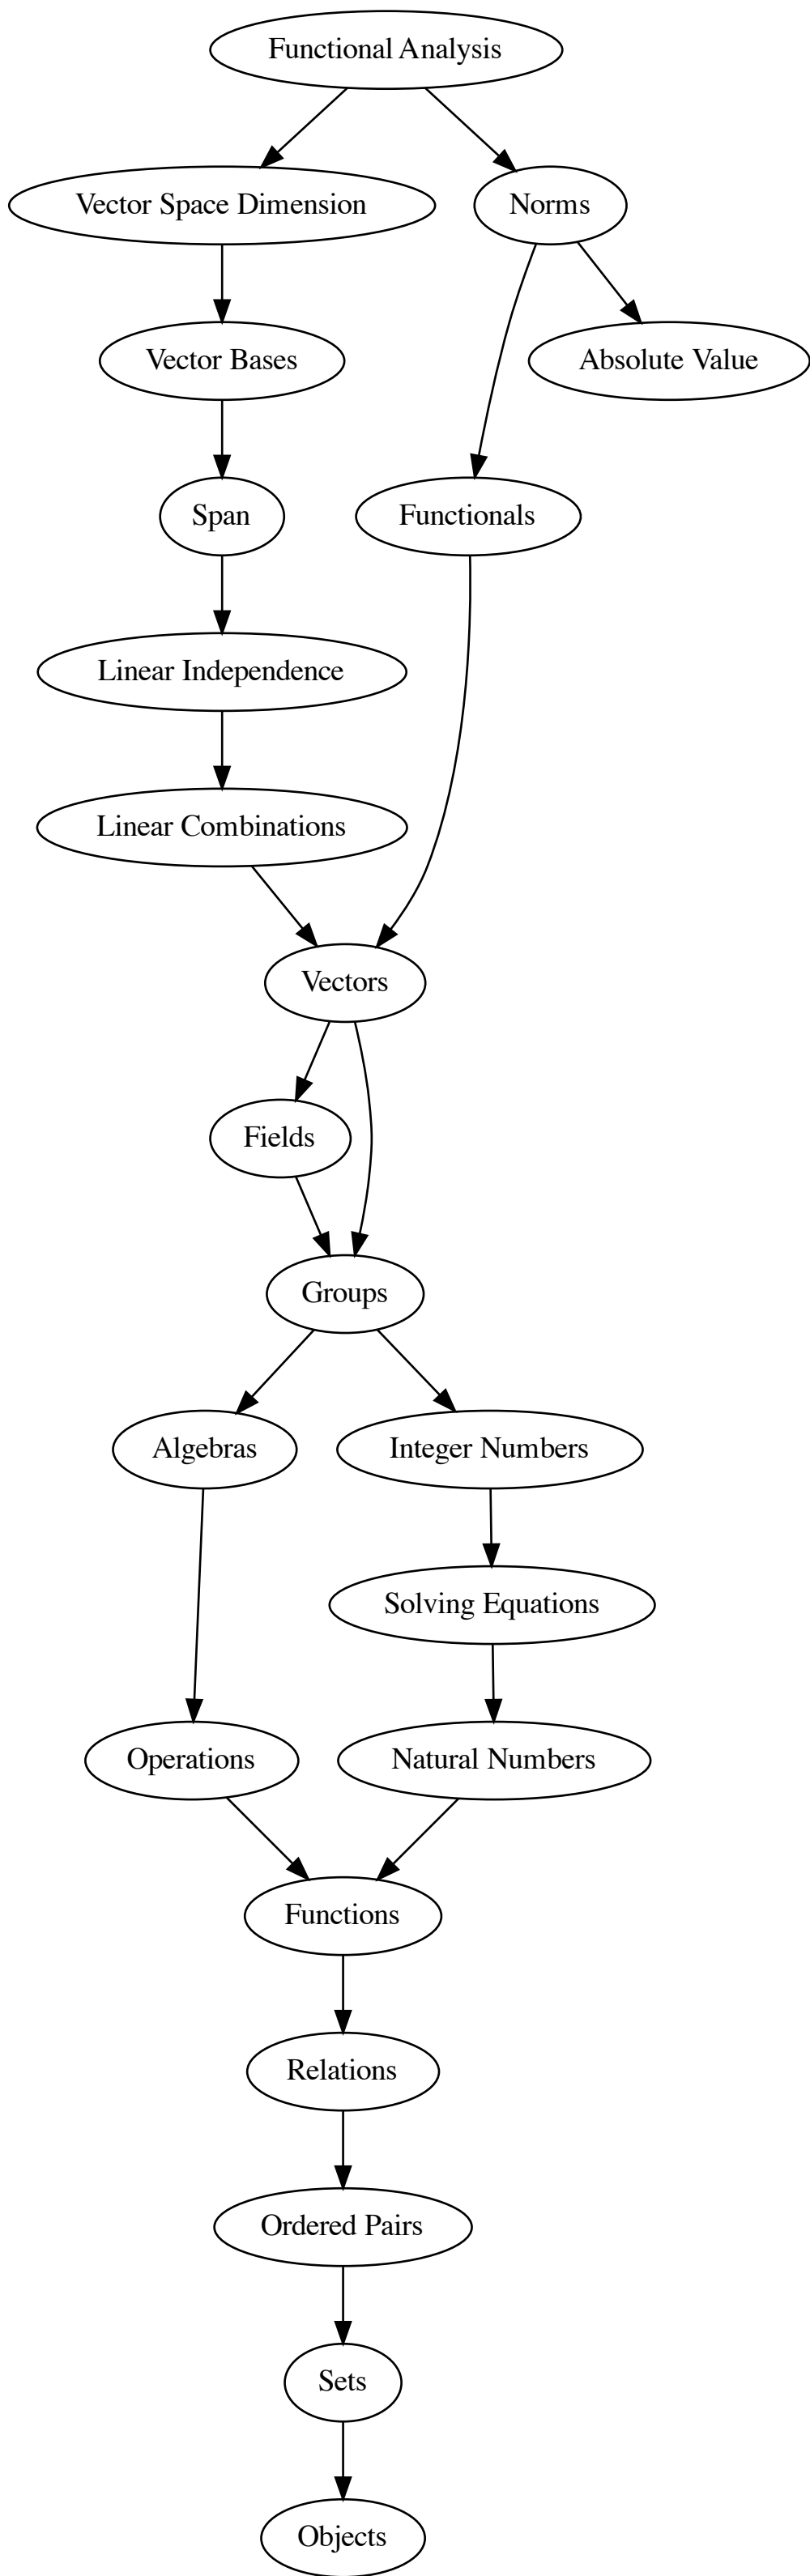 Functional Analysis
Vector Space Dimension
Norms
Vector Bases
Absolute Value
Span
Functionals
Linear Independence
Linear Combinations
Vectors
Fields
Groups
Algebras
Integer Numbers
Solving Equations
Operations
Natural Numbers
Functions
Relations
Ordered Pairs
Sets
Objects